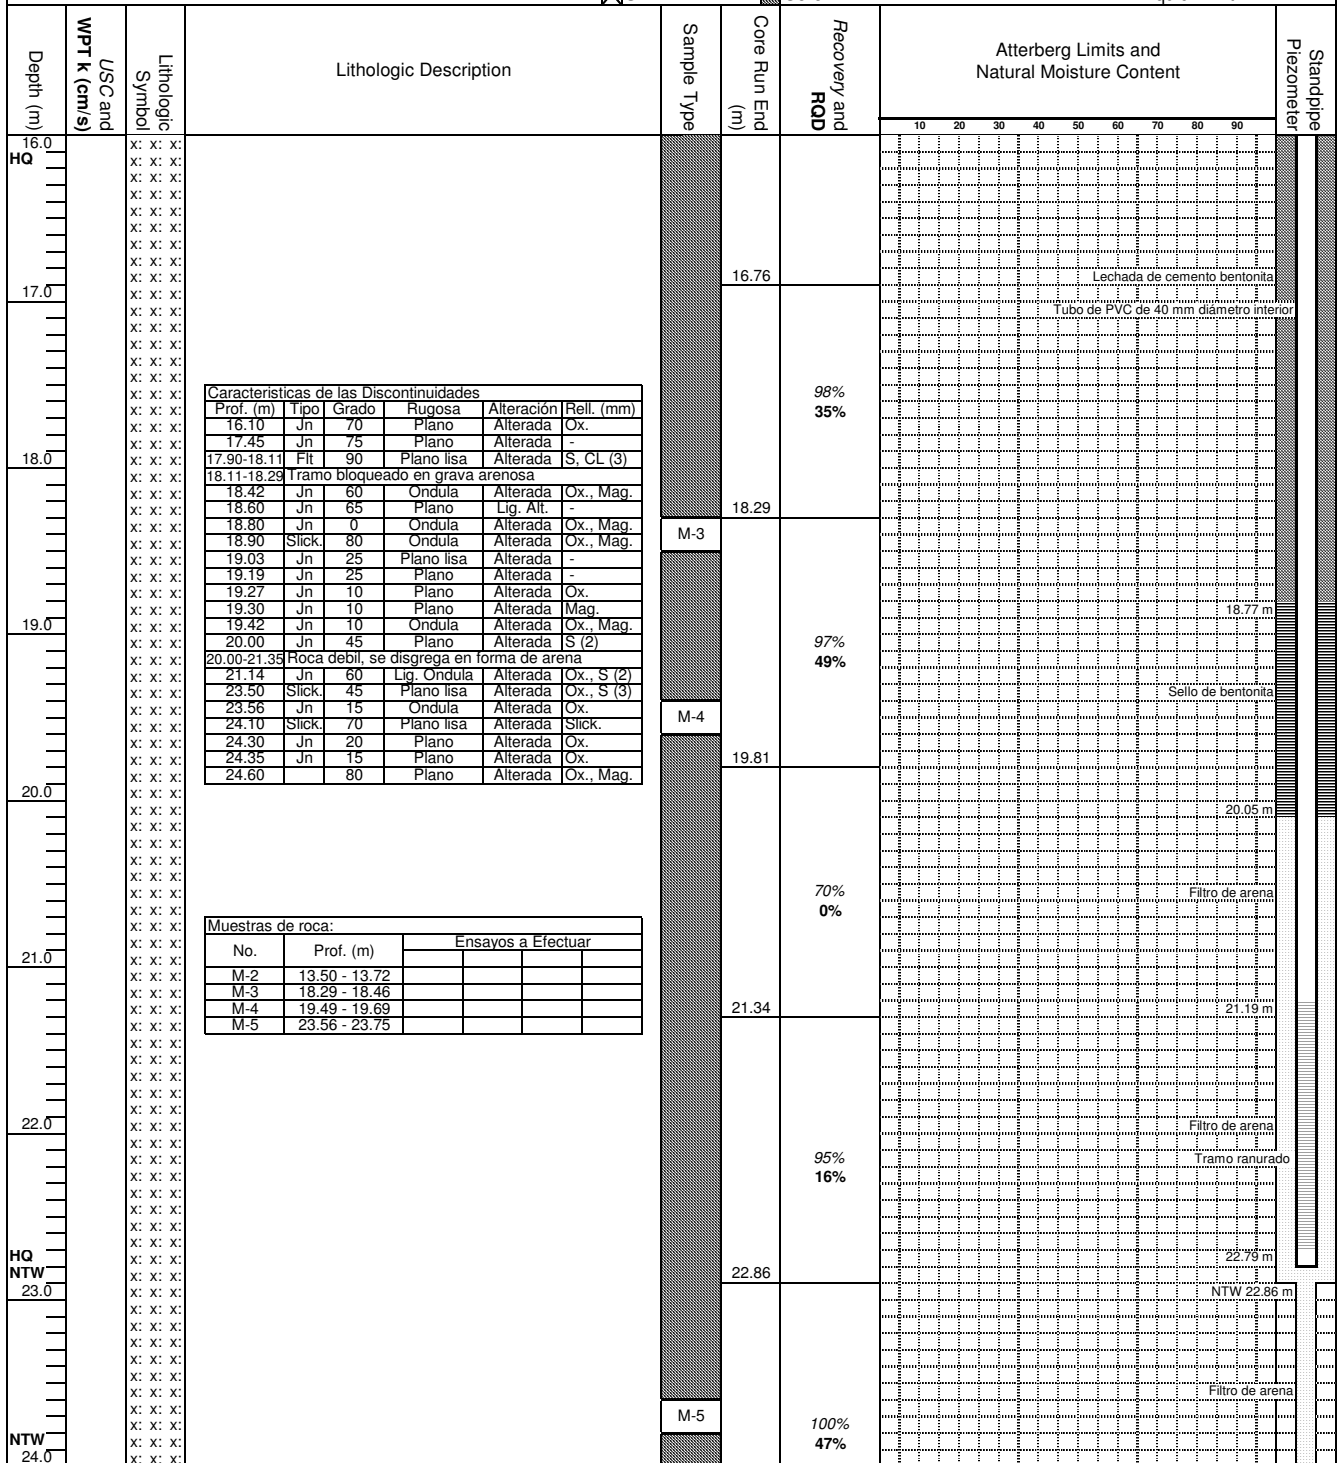 Depth (m)
USC and
WPT k (cm/s)
Lithologic
Symbol
Lithologic Description
Sample Type
Core Run End
(m)
Recovery and
RQD
Atterberg Limits and
Natural Moisture Content
Standpipe
Piezometer
10 20 30 40 50 60 70 80 90
16.0
HQ
16.76
Lechada de cemento bentonita
17.0
Tubo de PVC de 40 mm diámetro interior
98%
35%
Caracteristicas de las Discontinuidades
Prof. (m) Tipo Grado Rugosa Alteración Rell. (mm)
16.10 Jn 70 Plano Alterada Ox.
17.45 Jn 75 Plano Alterada -
17.90-18.11 Flt 90 Plano lisa Alterada S, CL (3)
18.11-18.29 Tramo bloqueado en grava arenosa
18.42 Jn 60 Ondula Alterada Ox., Mag.
18.60 Jn 65 Plano Lig. Alt. -
18.80 Jn 0 Ondula Alterada Ox., Mag.
18.90 Slick. 80 Ondula Alterada Ox., Mag.
19.03 Jn 25 Plano lisa Alterada -
19.19 Jn 25 Plano Alterada -
19.27 Jn 10 Plano Alterada Ox.
19.30 Jn 10 Plano Alterada Mag.
19.42 Jn 10 Ondula Alterada Ox., Mag.
20.00 Jn 45 Plano Alterada S (2)
20.00-21.35 Roca debil, se disgrega en forma de arena
21.14 Jn 60 Lig. Ondula Alterada Ox., S (2)
23.50 Slick. 45 Plano lisa Alterada Ox., S (3)
23.56 Jn 15 Ondula Alterada Ox.
24.10 Slick. 70 Plano lisa Alterada Slick.
24.30 Jn 20 Plano Alterada Ox.
24.35 Jn 15 Plano Alterada Ox.
24.60 80 Plano Alterada Ox., Mag.
18.0
18.29
M-3
18.77 m
19.0
97%
49%
Sello de bentonita
M-4
19.81
20.0
20.05 m
70%
0%
Filtro de arena
Muestras de roca:
No. Prof. (m) Ensayos a Efectuar
M-2 13.50 - 13.72
M-3 18.29 - 18.46
M-4 19.49 - 19.69
M-5 23.56 - 23.75
21.0
21.34
21.19 m
22.0
Filtro de arena
95%
16%
Tramo ranurado
HQ
NTW
22.79 m
22.86
23.0
NTW 22.86 m
Filtro de arena
M-5
100%
47%
NTW
24.0